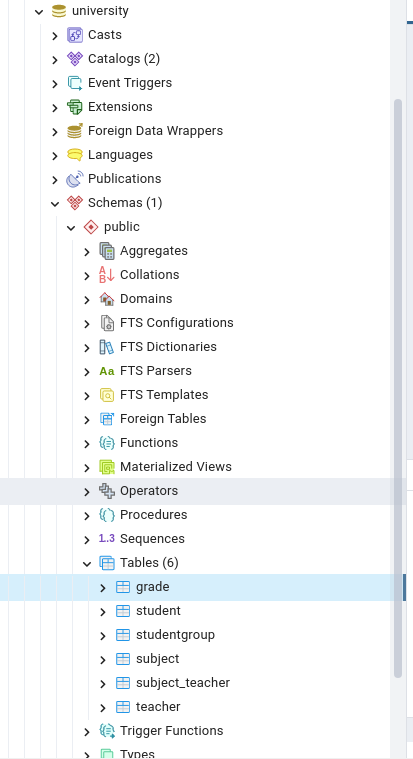 university
Casts
Catalogs (2)
Event Triggers
Extensions
Foreign Data Wrappers
Languages
Publications
Schemas (1)
public
Aggregates
Collations
Domains
FTS Configurations
FTS Dictionaries
Aa FTS Parsers
FTS Templates
Foreign Tables
Functions
Materialized Views
Operators
Procedures
1..3 Sequences
Tables (6)
grade
student
studentgroup
subject
subject_teacher
teacher
Trigger Functions
Types